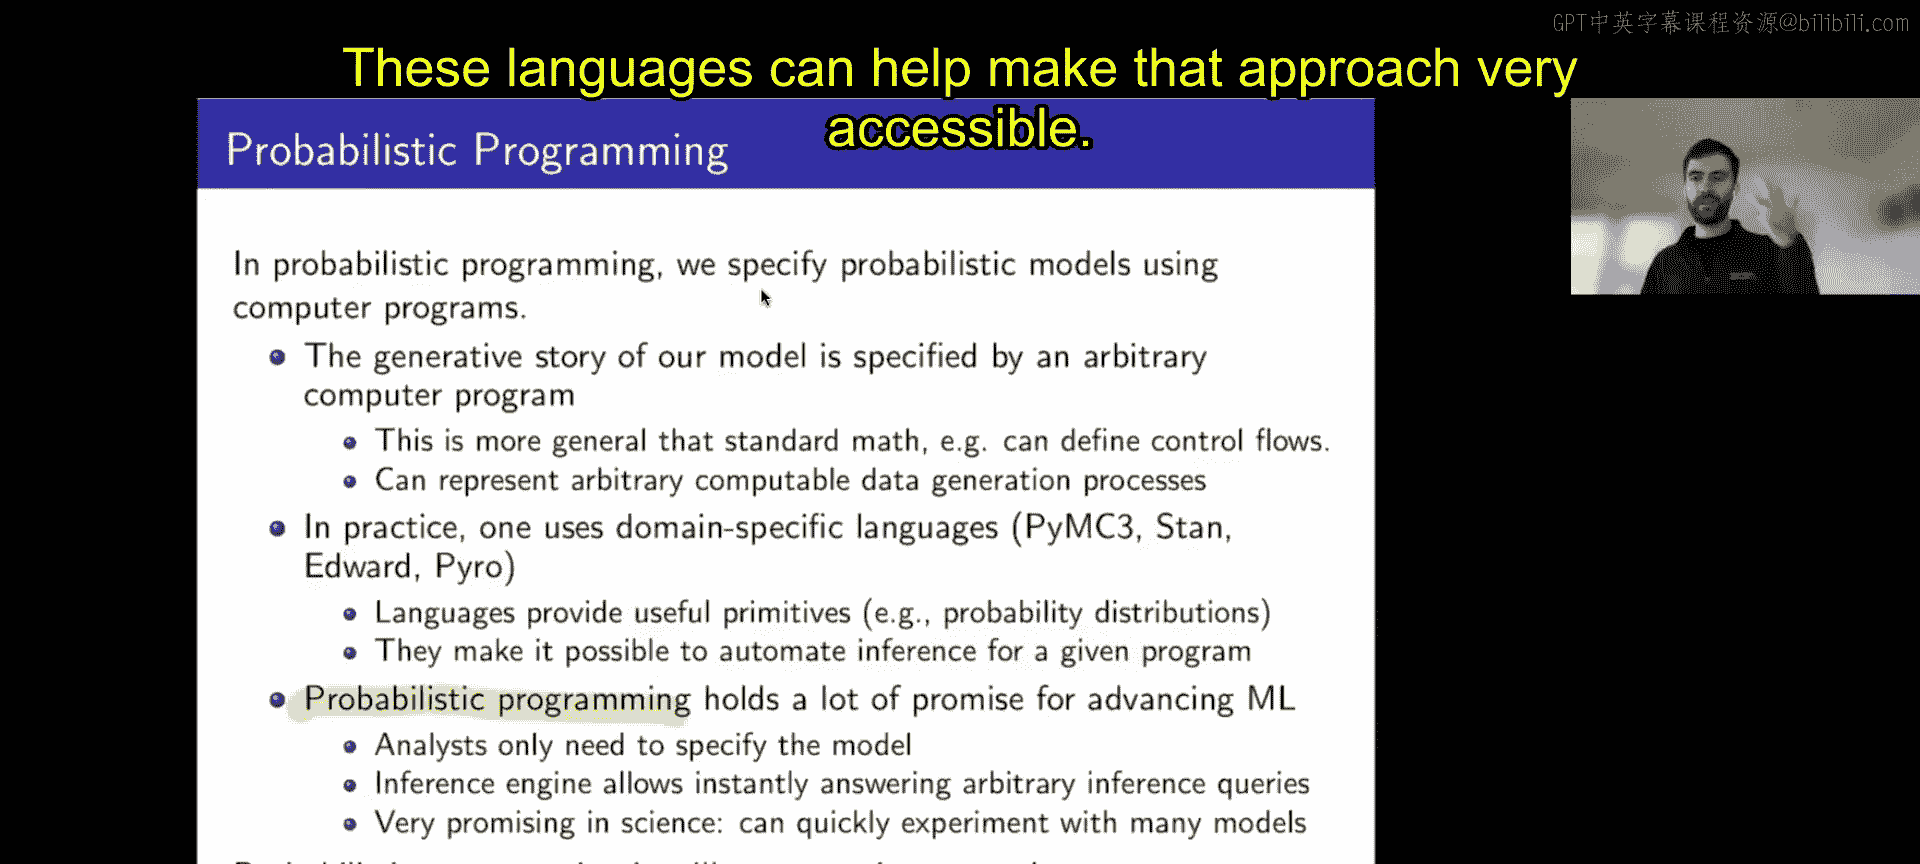 GPT中英字幕课程资源@bilibili.com
These languages can help make that approach very
accessible.
Probabilistic Programming
In probabilistic programming, we specify probabilistic models using
computer programs.
The generative story of our model is specified by an arbitrary
computer program
This is more general that standard math, e.g. can define control flows.
Can represent arbitrary computable data generation processes
In practice, one uses domain-specific languages (PyMC3, Stan,
Edward, Pyro)
Languages provide useful primitives (e.g., probability distributions)
They make it possible to automate inference for a given program
Probabilistic programming holds a lot of promise for advancing ML
Analysts only need to specify the model
Inference engine allows instantly answering arbitrary inference queries
Very promising in science: can quickly experiment with many models